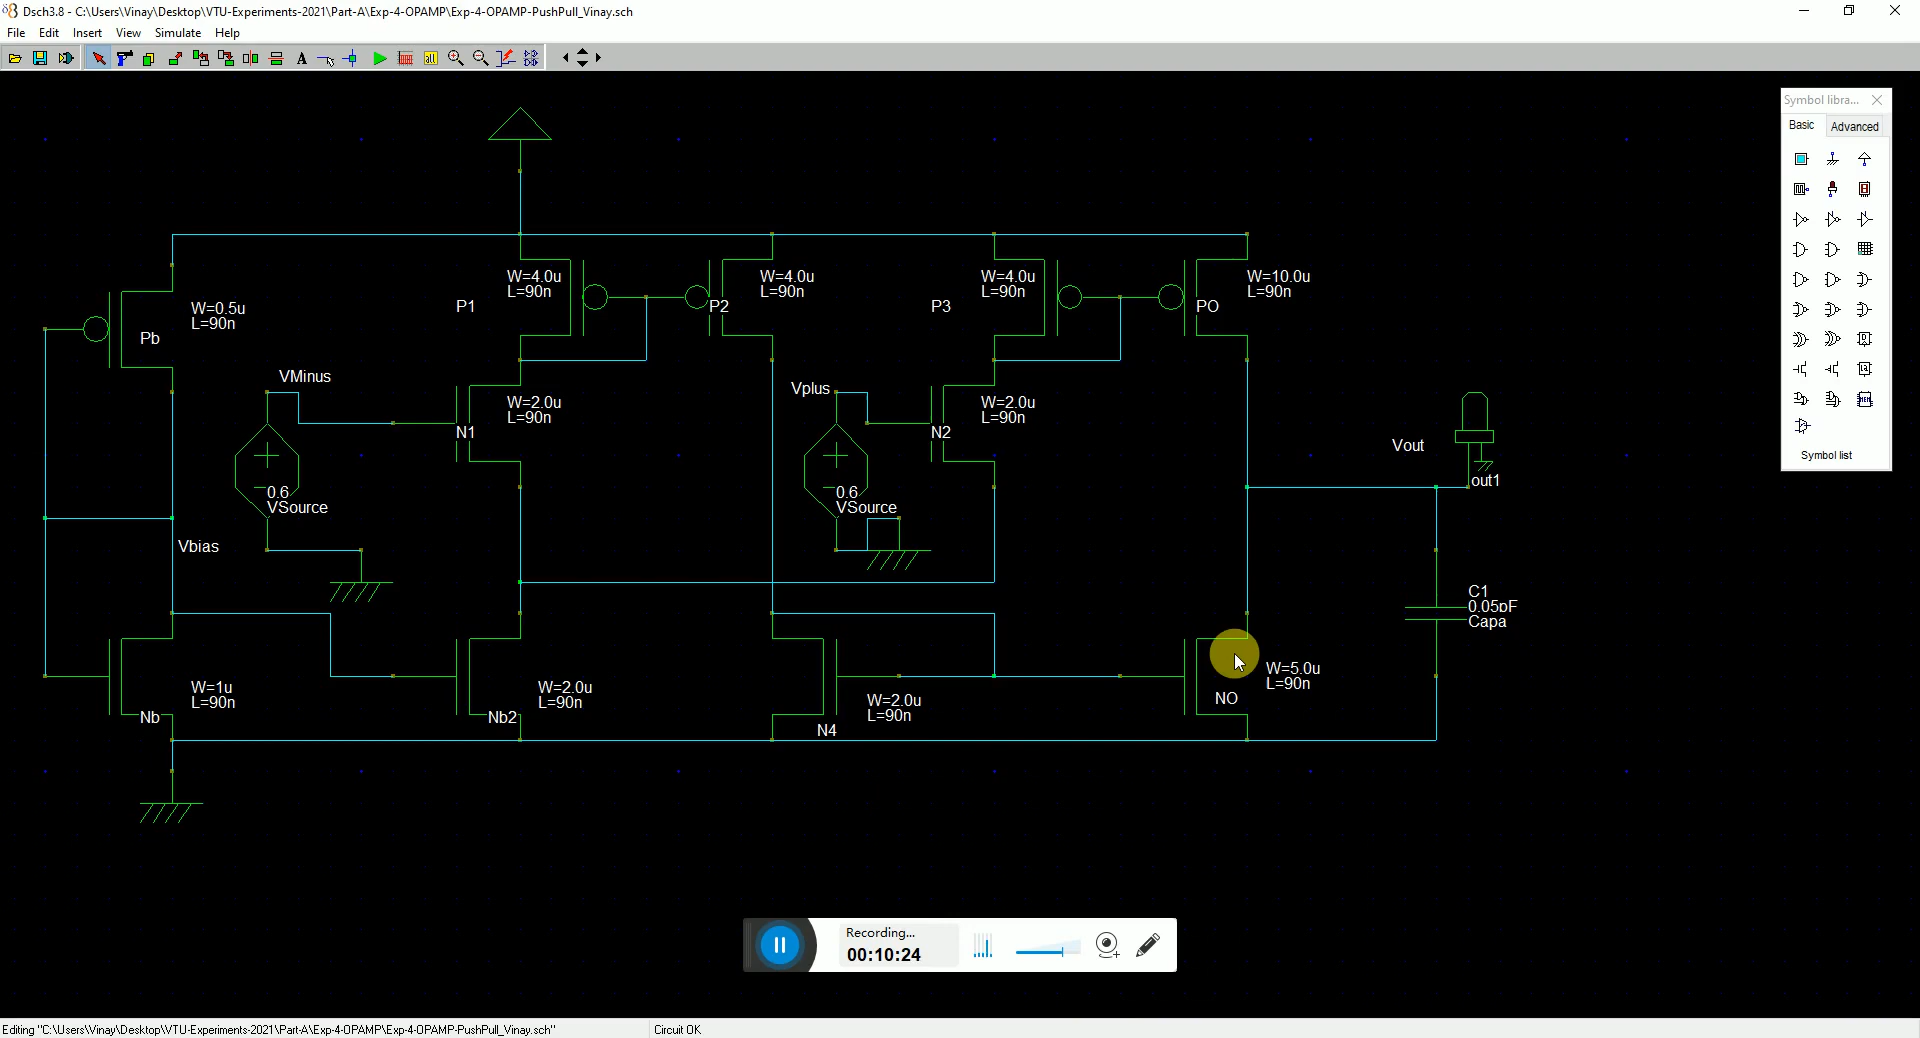 Dsch3.8 - C:\Users\Vinay\Desktop\VTU-Experiments-2021\Part-A\Exp-4-OPAMP\Exp-4-OPAMP-PushPull_Vinay.sch
File Edit Insert View Simulate Help
Symbol libra...
Basic Advanced
Symbol list
W=4.0u
L=90n
P1
W=4.0u
L=90n
P2
W=4.0u
L=90n
P3
W=10.0u
L=90n
PO
W=0.5u
L=90n
Pb
VMinus
W=2.0u
L=90n
N1
Vplus
W=2.0u
L=90n
N2
Vout
out1
0.6
VSource
0.6
VSource
Vbias
C1
0.05pF
Capa
W=1u
L=90n
Nb
W=2.0u
L=90n
Nb2
W=2.0u
L=90n
N4
W=5.0u
L=90n
NO
Recording...
00:10:24
Editing "C:\Users\Vinay\Desktop\VTU-Experiments-2021\Part-A\Exp-4-OPAMP\Exp-4-OPAMP-PushPull_Vinay.sch"
Circuit OK